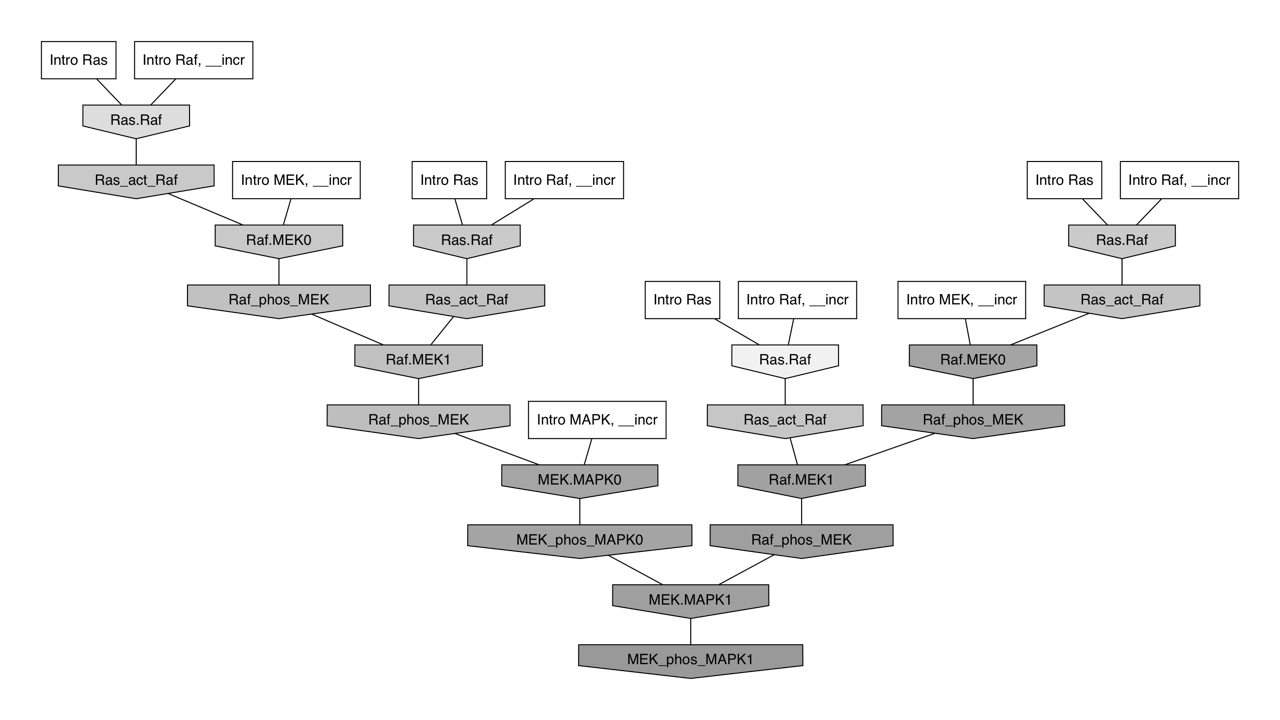 Intro Ras
Intro Raf, __incr
Ras.Raf
Ras_act_Raf
Intro MEK, __incr
Intro Ras
Intro Raf, __incr
Intro Ras
Intro Raf, __incr
Raf.MEK0
Ras.Raf
Ras.Raf
Raf_phos_MEK
Ras_act_Raf
Intro Ras
Intro Raf, __incr
Intro MEK, __incr
Ras_act_Raf
Raf.MEK1
Ras.Raf
Raf.MEK0
Raf_phos_MEK
Intro MAPK, __incr
Ras_act_Raf
Raf_phos_MEK
MEK.MAPK0
Raf.MEK1
MEK_phos_MAPK0
Raf_phos_MEK
MEK.MAPK1
MEK_phos_MAPK1